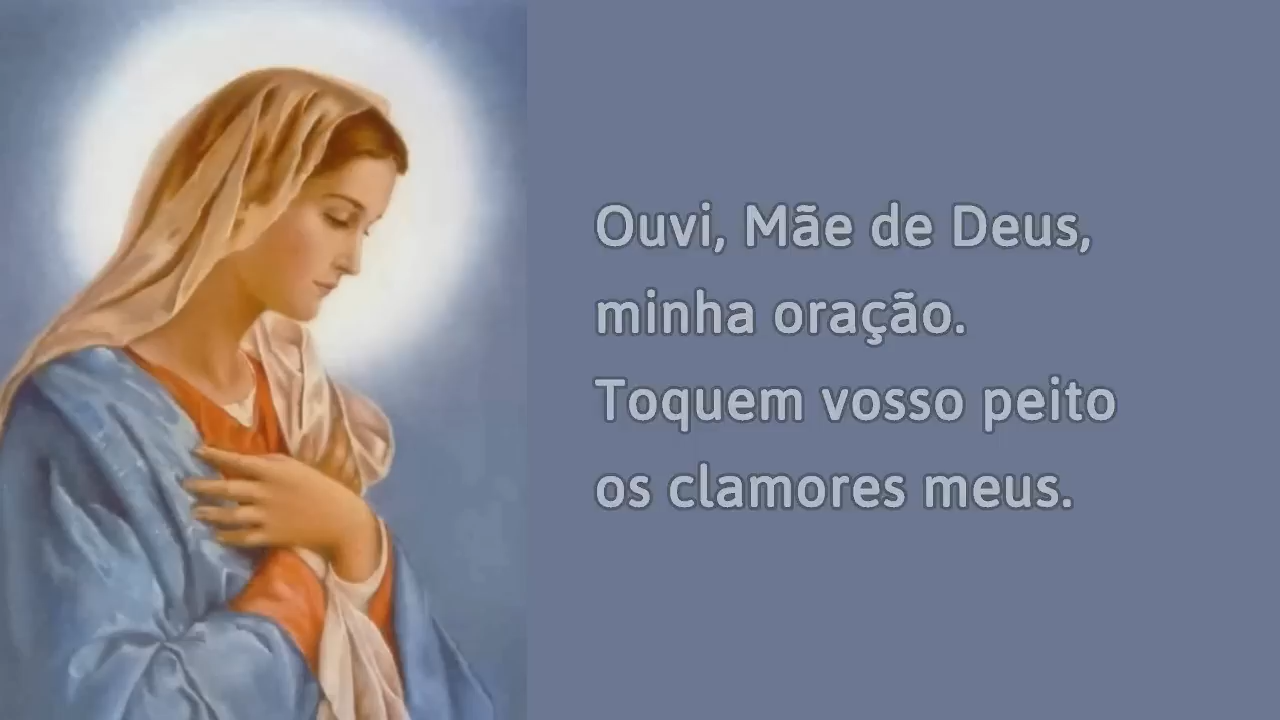 Ouvi, Mãe de Deus,
minha oração.
Toquem vosso peito
os clamores meus.